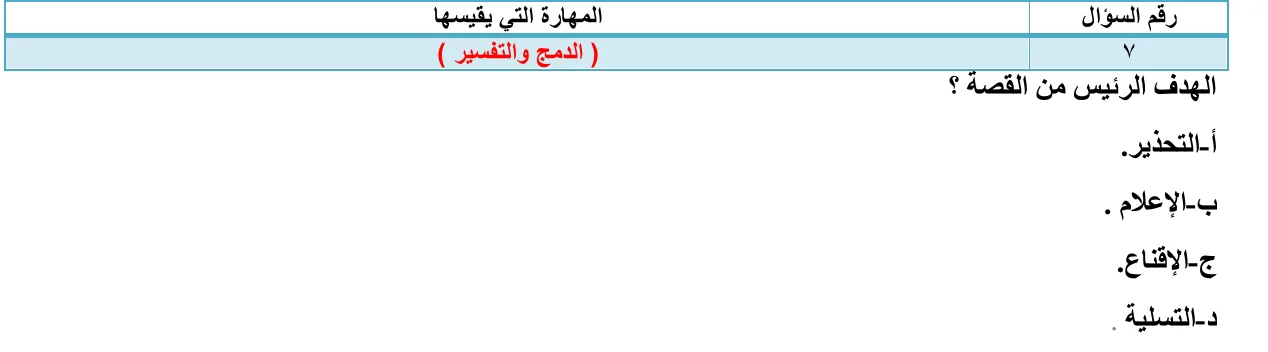 رقم السؤال المهارة التي يقيسها
٧ ( الدمج والتفسير )
الهدف الرئيس من القصة ؟
أ-التحذير.
ب-الإعلام .
ج-الإقناع.
د-التسلية .